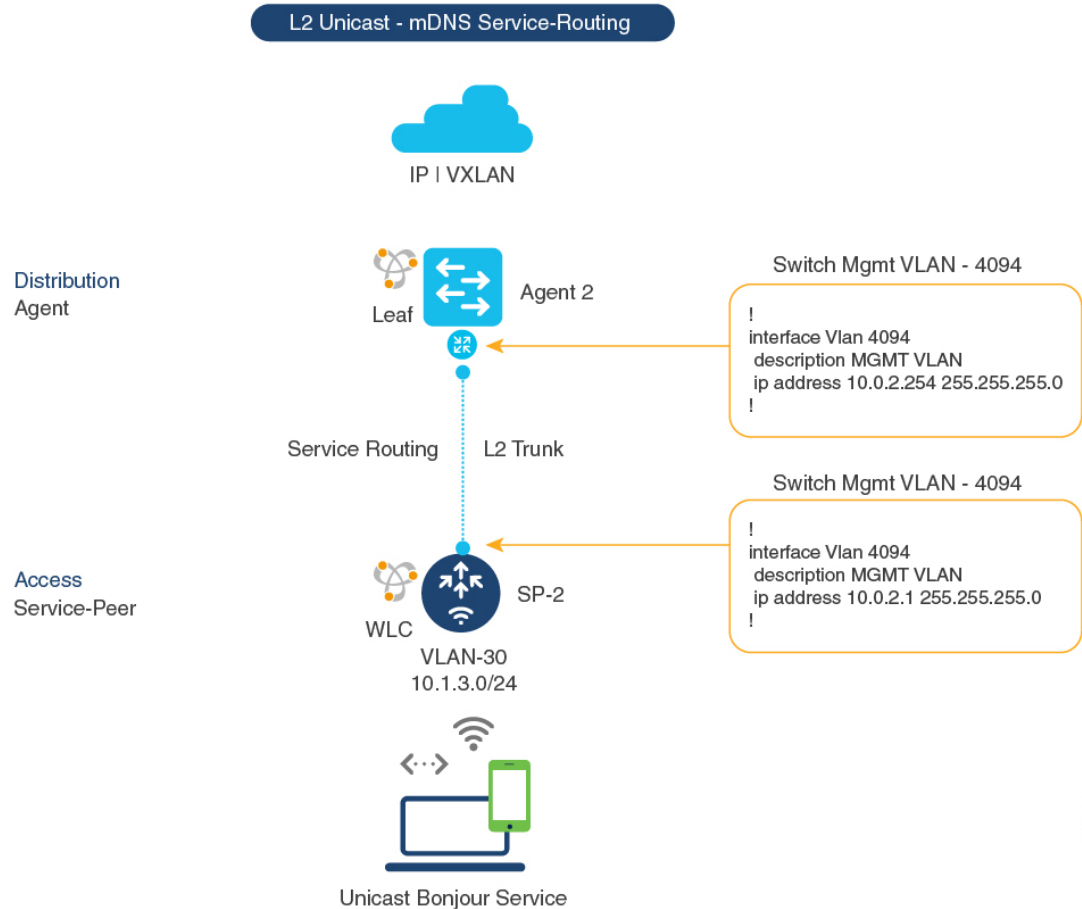 L2 Unicast - mDNS Service-Routing
IP | VXLAN
Distribution
Agent
Leaf
Agent 2
Switch Mgmt VLAN - 4094
!
interface Vlan 4094
description MGMT VLAN
ip address 10.0.2.254 255.255.255.0
!
Service Routing
L2 Trunk
Switch Mgmt VLAN - 4094
!
interface Vlan 4094
description MGMT VLAN
ip address 10.0.2.1 255.255.255.0
!
Access
Service-Peer
WLC
SP-2
VLAN-30
10.1.3.0/24
Unicast Bonjour Service